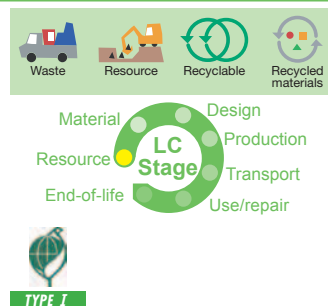 Waste
Resource
Recyclable
Recycled
materials
Material
Design
Production
Resource
LC
Stage
Transport
End-of-life
Use/repair
TYPE I